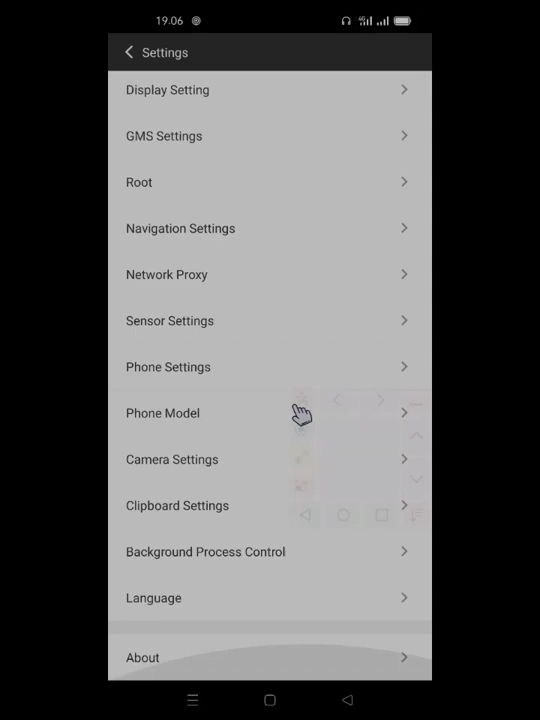 19.06
Settings
Display Setting
GMS Settings
Root
Navigation Settings
Network Proxy
Sensor Settings
Phone Settings
Phone Model
Camera Settings
Clipboard Settings
Background Process Control
Language
About